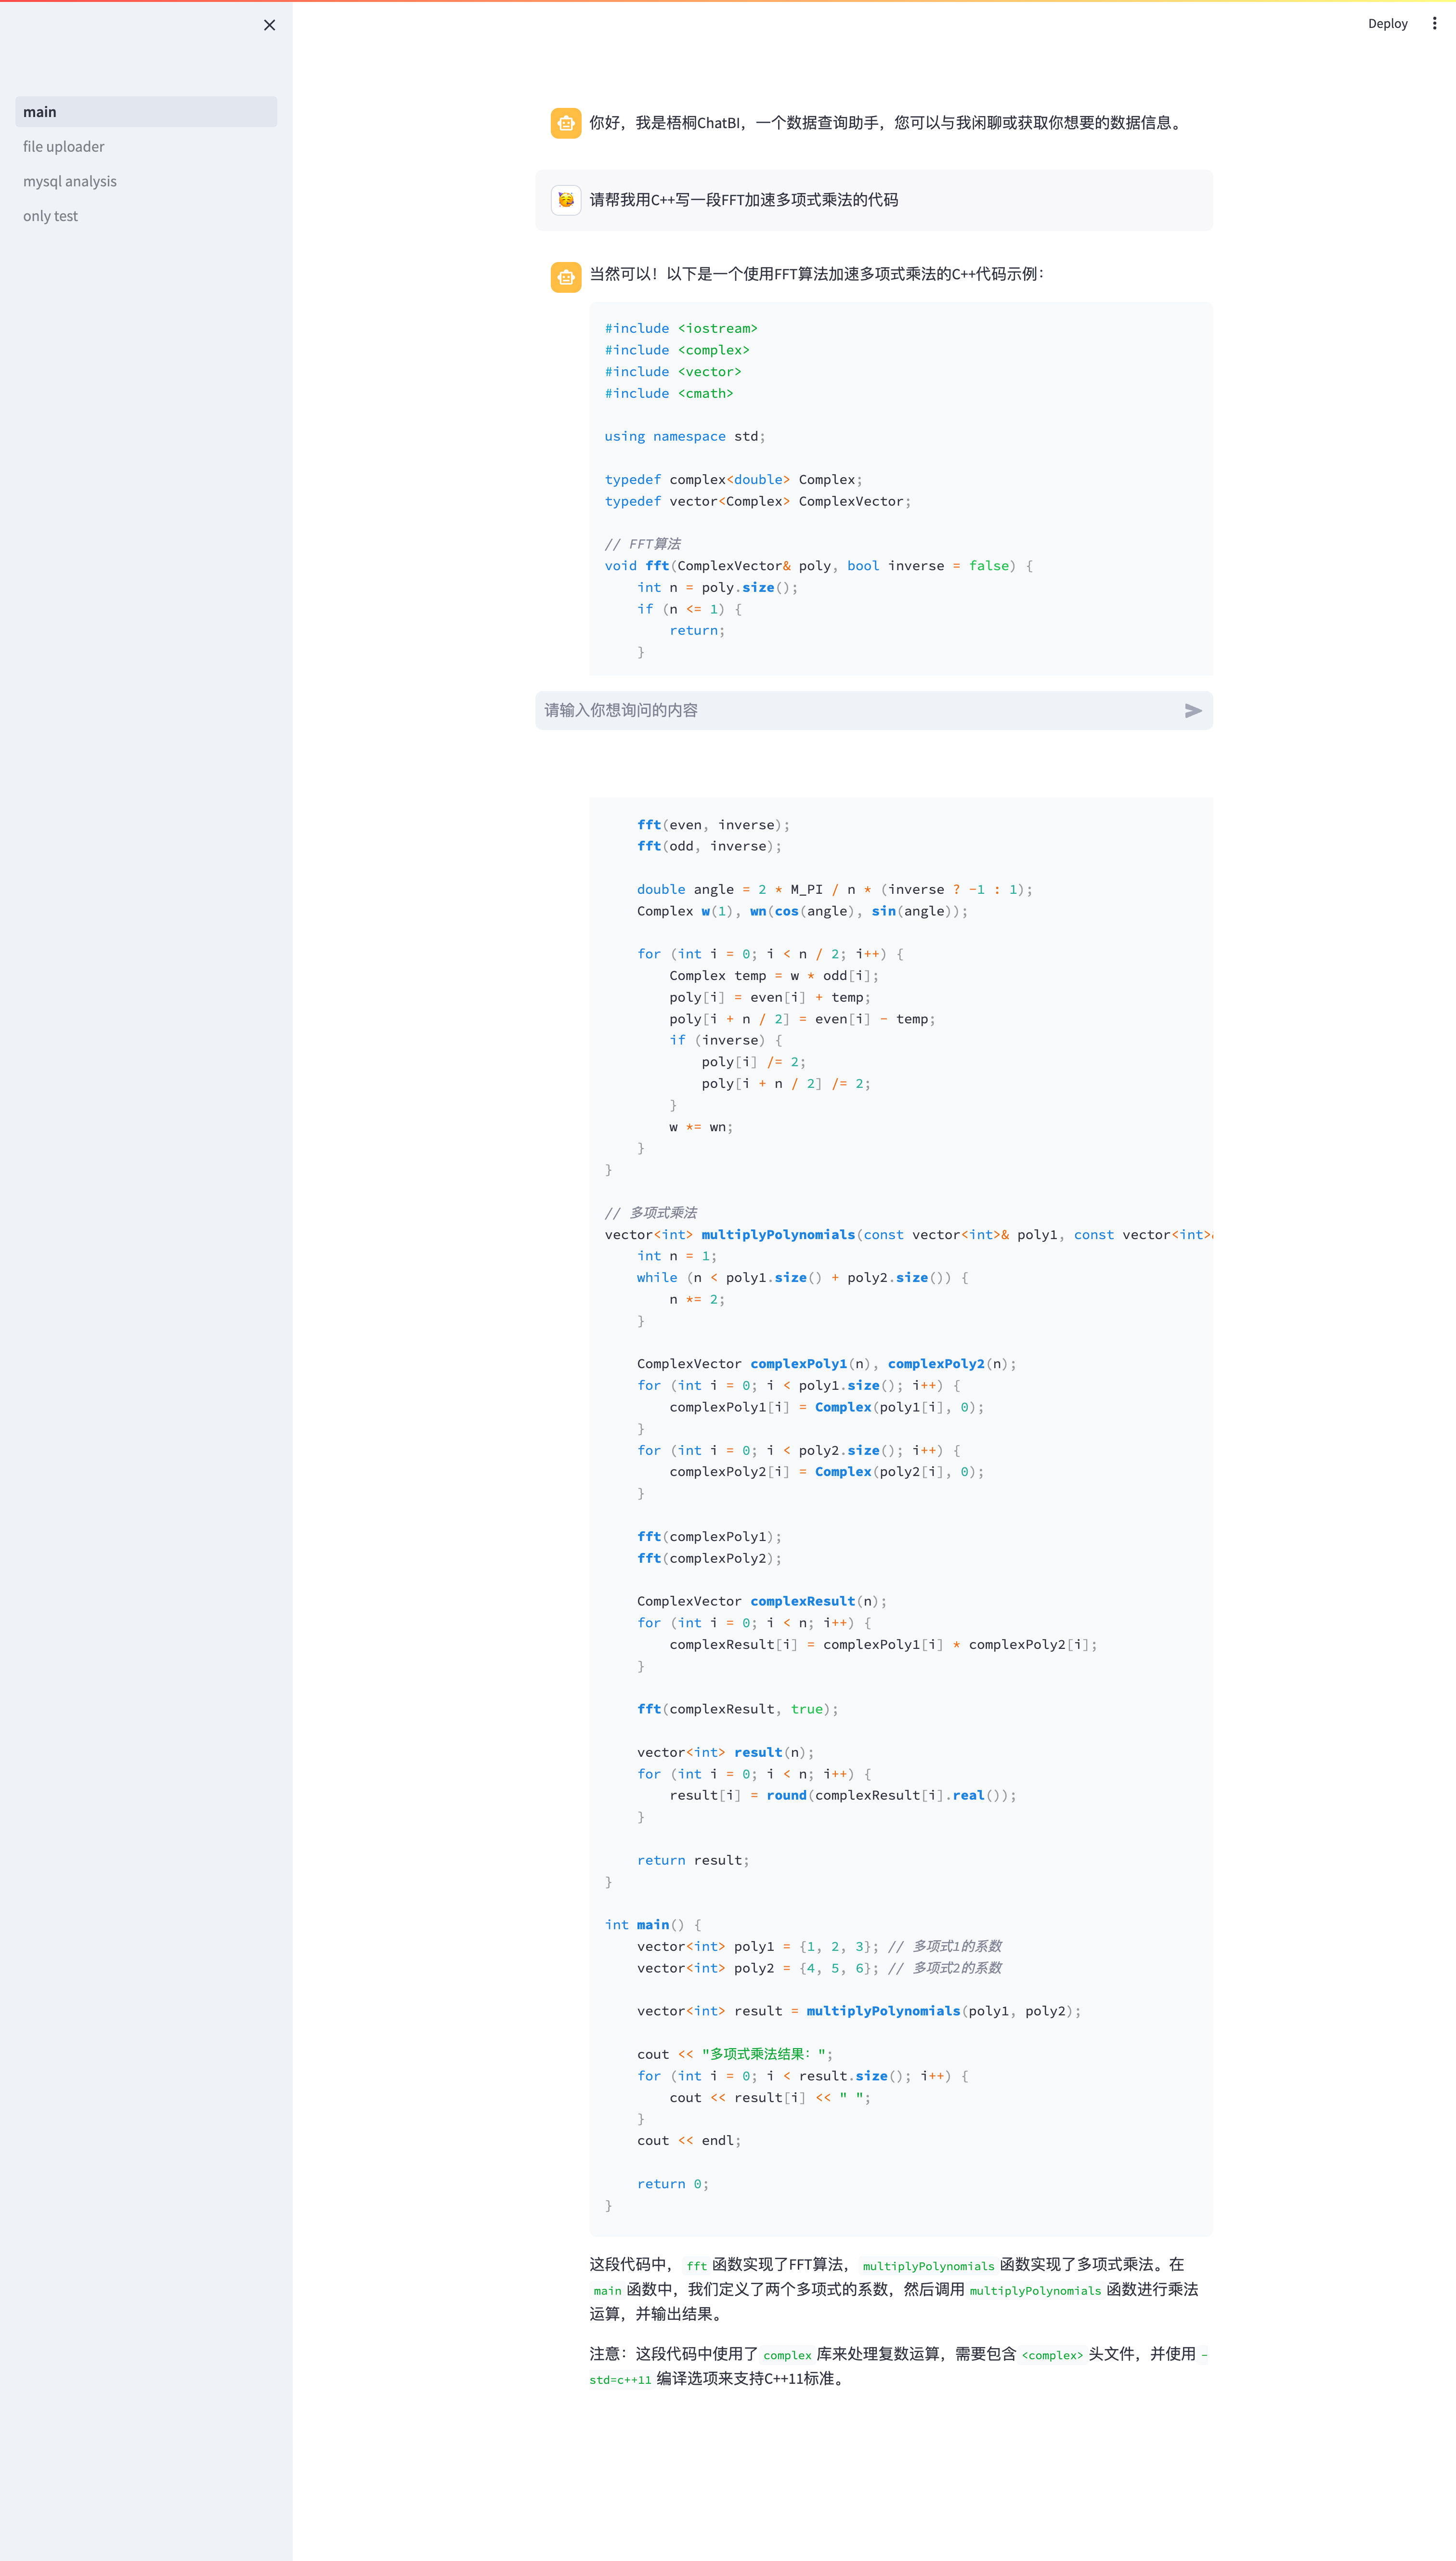 Deploy
main
file uploader
mysql analysis
only test
你好，我是梧桐ChatBI，一个数据查询助手，您可以与我闲聊或获取你想要的数据信息。
请帮我用C++写一段FFT加速多项式乘法的代码
当然可以！以下是一个使用FFT算法加速多项式乘法的C++代码示例：
#include <iostream>
#include <complex>
#include <vector>
#include <cmath>
using namespace std;
typedef complex<double> Complex;
typedef vector<Complex> ComplexVector;
// FFT算法
void fft(ComplexVector& poly, bool inverse = false) {
    int n = poly.size();
    if (n <= 1) {
        return;
    }
请输入你想询问的内容
    fft(even, inverse);
    fft(odd, inverse);
    double angle = 2 * M_PI / n * (inverse ? -1 : 1);
    Complex w(1), wn(cos(angle), sin(angle));
    for (int i = 0; i < n / 2; i++) {
        Complex temp = w * odd[i];
        poly[i] = even[i] + temp;
        poly[i + n / 2] = even[i] - temp;
        if (inverse) {
            poly[i] /= 2;
            poly[i + n / 2] /= 2;
        }
        w *= wn;
    }
}
// 多项式乘法
vector<int> multiplyPolynomials(const vector<int>& poly1, const vector<int>&
    int n = 1;
    while (n < poly1.size() + poly2.size()) {
        n *= 2;
    }
    ComplexVector complexPoly1(n), complexPoly2(n);
    for (int i = 0; i < poly1.size(); i++) {
        complexPoly1[i] = Complex(poly1[i], 0);
    }
    for (int i = 0; i < poly2.size(); i++) {
        complexPoly2[i] = Complex(poly2[i], 0);
    }
    fft(complexPoly1);
    fft(complexPoly2);
    ComplexVector complexResult(n);
    for (int i = 0; i < n; i++) {
        complexResult[i] = complexPoly1[i] * complexPoly2[i];
    }
    fft(complexResult, true);
    vector<int> result(n);
    for (int i = 0; i < n; i++) {
        result[i] = round(complexResult[i].real());
    }
    return result;
}
int main() {
    vector<int> poly1 = {1, 2, 3}; // 多项式1的系数
    vector<int> poly2 = {4, 5, 6}; // 多项式2的系数
    vector<int> result = multiplyPolynomials(poly1, poly2);
    cout << "多项式乘法结果：";
    for (int i = 0; i < result.size(); i++) {
        cout << result[i] << " ";
    }
    cout << endl;
    return 0;
}
这段代码中， fft 函数实现了FFT算法， multiplyPolynomials 函数实现了多项式乘法。在
main 函数中，我们定义了两个多项式的系数，然后调用 multiplyPolynomials 函数进行乘法
运算，并输出结果。
注意：这段代码中使用了 complex 库来处理复数运算，需要包含 <complex> 头文件，并使用 -
std=c++11 编译选项来支持C++11标准。